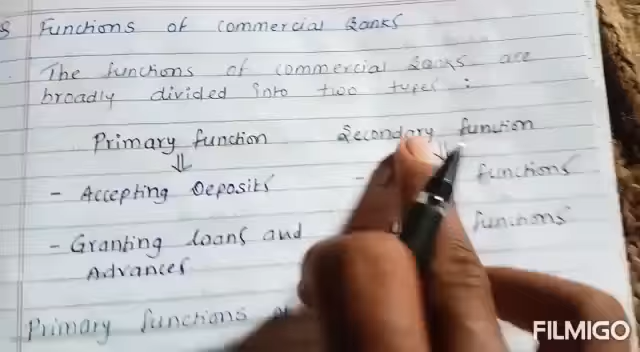 Functions of commercial Banks
The functions of commercial Banks are
broadly divided into two types :
Primary function Secondary function
- Accepting Deposits - functions
- Granting loans and functions
Advances
Primary functions
FILMIGO